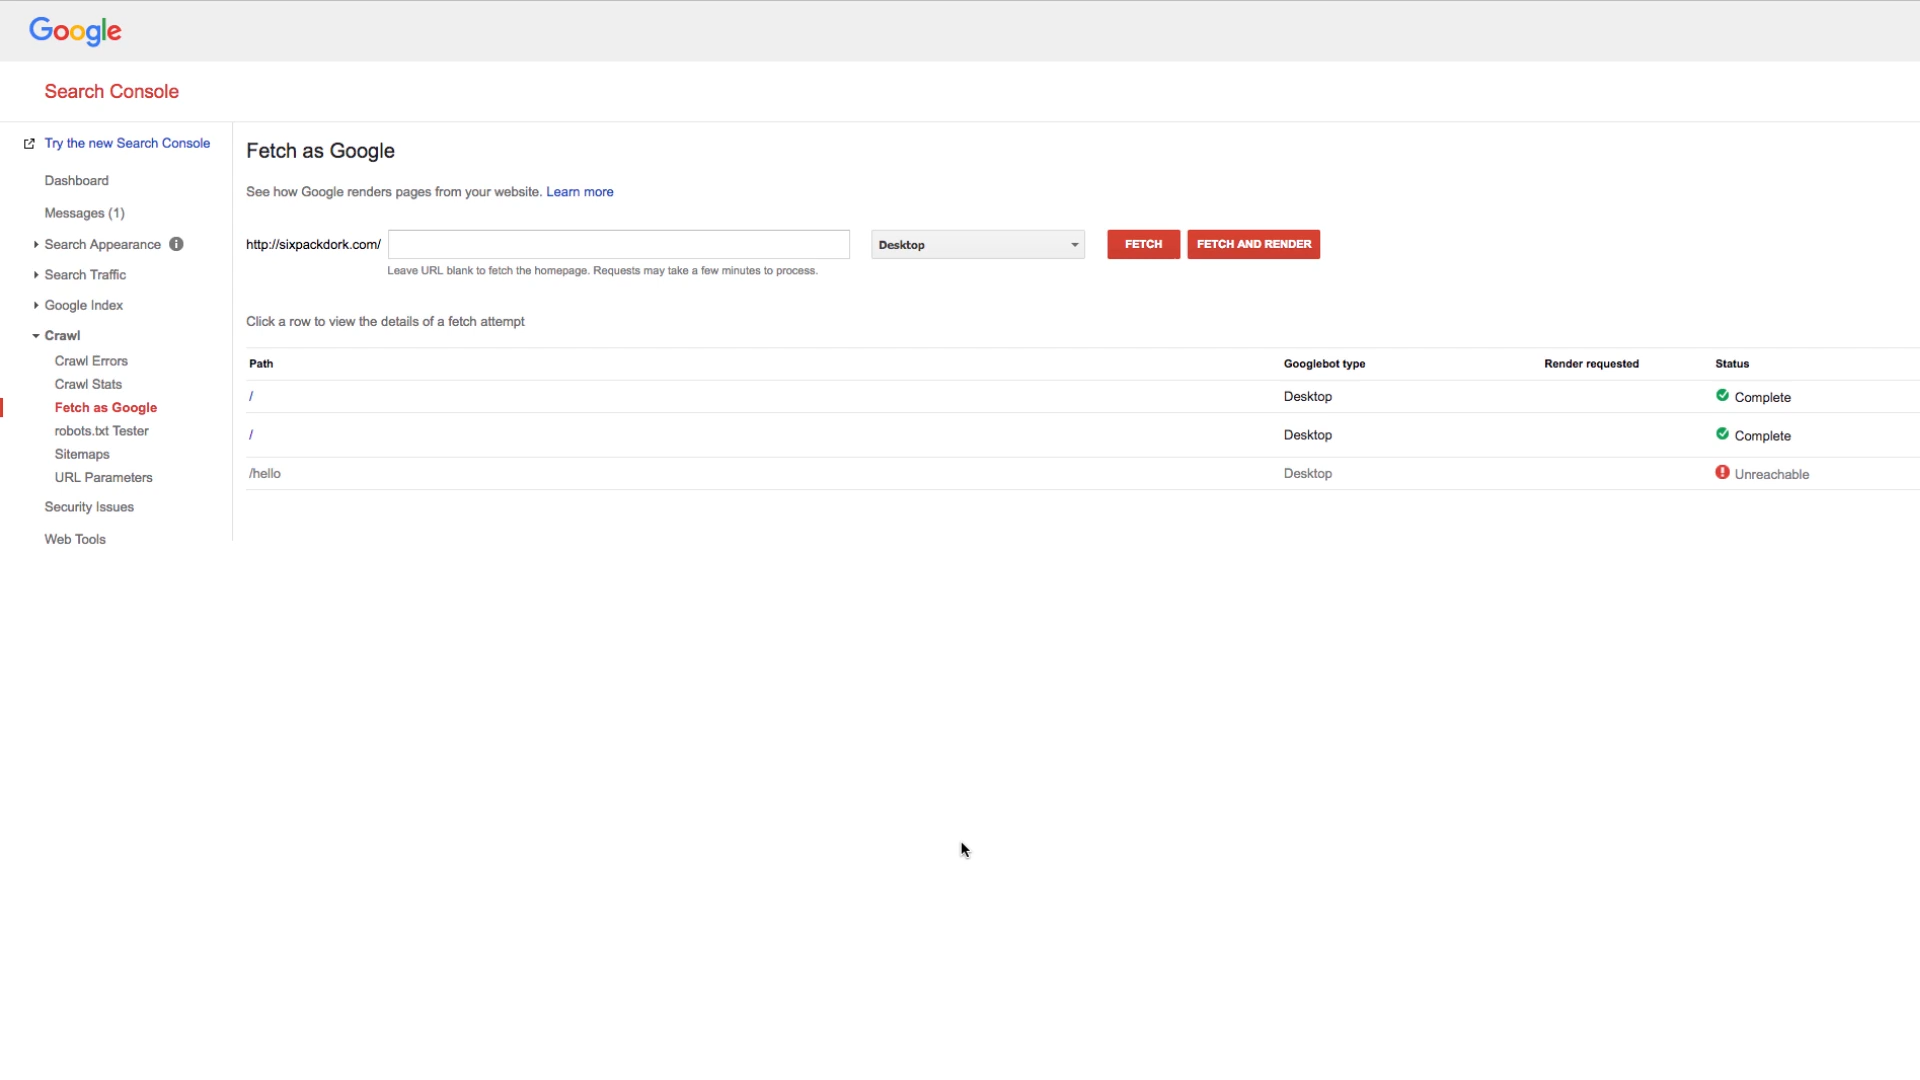 Google
Search Console
Try the new Search Console
Dashboard
Messages (1)
Search Appearance
Search Traffic
Google Index
Crawl
Crawl Errors
Crawl Stats
Fetch as Google
robots.txt Tester
Sitemaps
URL Parameters
Security Issues
Web Tools
Fetch as Google
See how Google renders pages from your website. Learn more
http://sixpackdork.com/ Desktop FETCH FETCH AND RENDER
Leave URL blank to fetch the homepage. Requests may take a few minutes to process.
Click a row to view the details of a fetch attempt
Path Googlebot type Render requested Status
/ Desktop Complete
/ Desktop Complete
/hello Desktop Unreachable